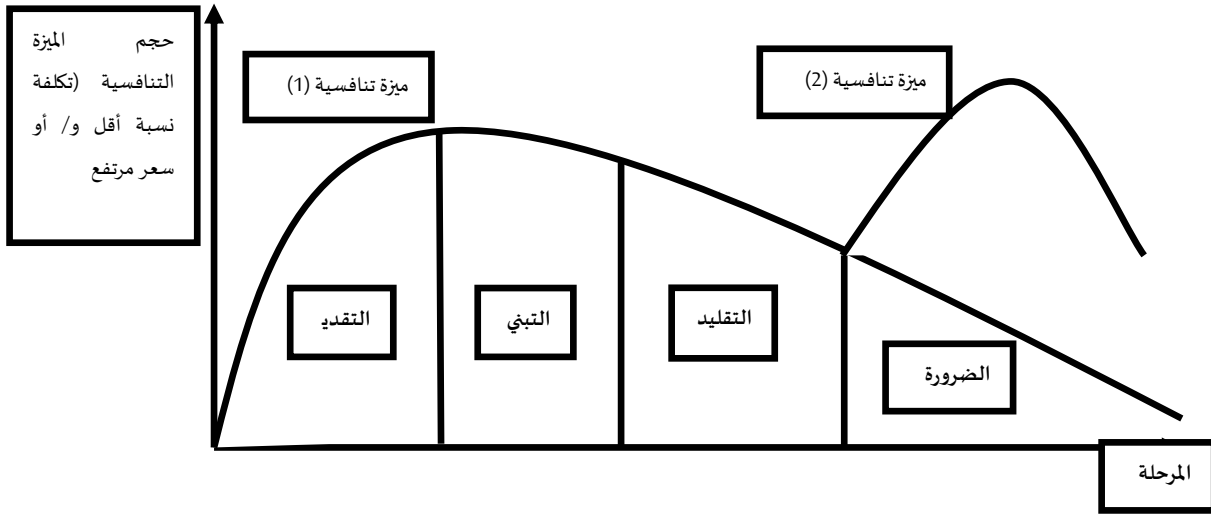 حجم الميزة
التنافسية (تكلفة
نسبة أقل و/ أو
سعر مرتفع
ميزة تنافسية (1)
ميزة تنافسية (2)
التقدي
التبني
التقليد
الضرورة
المرحلة